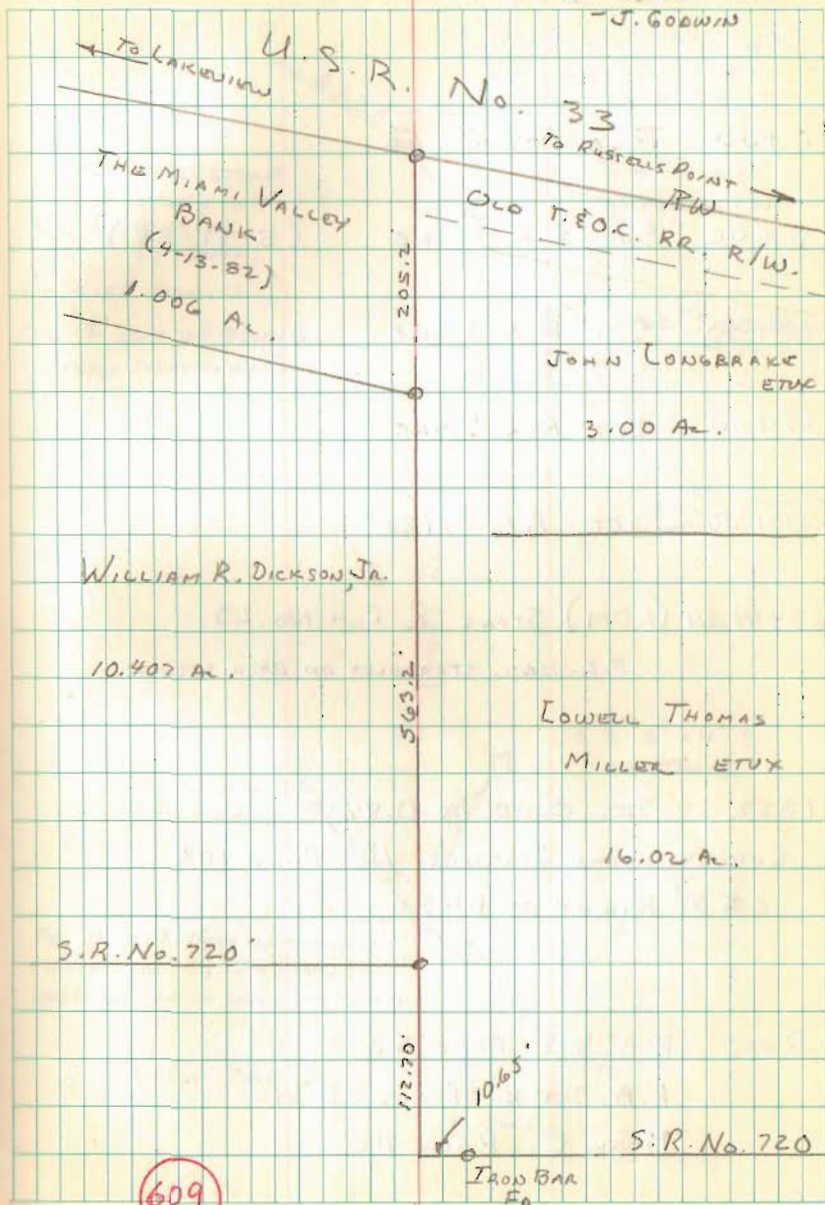 -J. GODWIN
TO LAKEVIEW
U.S.R. No. 33
TO RUSSELLS POINT
R/W
OLD T.&O.C. RR. R/W.
THE MIAMI VALLEY
BANK
(4-13-82)
1.006 Ac.
205.2
JOHN LONGBRAKE
ETUX
3.00 Ac.
WILLIAM R. DICKSON, JR.
10.407 Ac.
563.2'
LOWELL THOMAS
MILLER ETUX
16.02 Ac.
S.R. No. 720
112.70'
10.65'
S.R. No. 720
IRON BAR
FD.
609